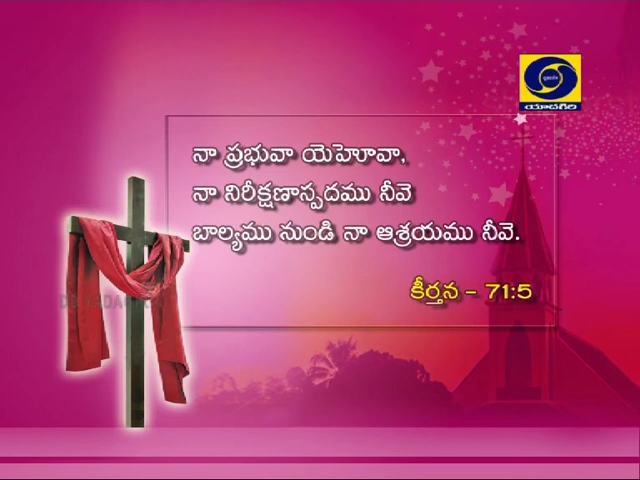 యాదగిరి
నా ప్రభువా యెహోవా,
నా నిరీక్షణాస్పదము నీవె
బాల్యము నుండి నా ఆశ్రయము నీవె.
కీర్తన - 71:5